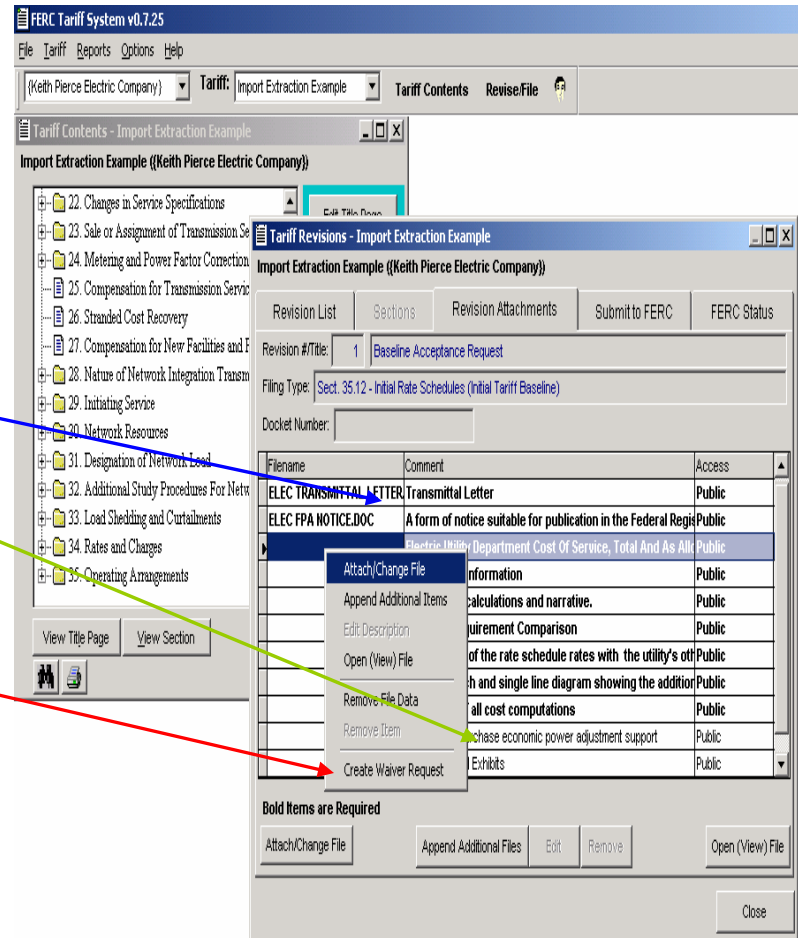 FERC Tariff System v0.7.25
File Tariff Reports Options Help
{Keith Pierce Electric Company} Tariff: Import Extraction Example Tariff Contents Revise/File
Tariff Contents - Import Extraction Example
Import Extraction Example ({Keith Pierce Electric Company})
22. Changes in Service Specifications
23. Sale or Assignment of Transmission Se
24. Metering and Power Factor Correction
25. Compensation for Transmission Servic
26. Stranded Cost Recovery
27. Compensation for New Facilities and F
28. Nature of Network Integration Transm
29. Initiating Service
30. Network Resources
31. Designation of Network Load
32. Additional Study Procedures For Netw
33. Load Shedding and Curtailments
34. Rates and Charges
35. Operating Arrangements
Edit Title Page
View Title Page View Section
Tariff Revisions - Import Extraction Example
Import Extraction Example ({Keith Pierce Electric Company})
Revision List Sections Revision Attachments Submit to FERC FERC Status
Revision #/Title: 1 Baseline Acceptance Request
Filing Type: Sect. 35.12 - Initial Rate Schedules (Initial Tariff Baseline)
Docket Number:
Filename Comment Access
ELEC TRANSMITTAL LETTER. Transmittal Letter Public
ELEC FPA NOTICE.DOC A form of notice suitable for publication in the Federal Regis Public
Electric Utility Department Cost Of Service, Total And As Allo Public
nformation Public
calculations and narrative. Public
quirement Comparison Public
of the rate schedule rates with the utility's oth Public
h and single line diagram showing the addition Public
all cost computations Public
chase economic power adjustment support Public
Exhibits Public
Attach/Change File
Append Additional Items
Edit Description
Open (View) File
Remove File Data
Remove Item
Create Waiver Request
Bold Items are Required
Attach/Change File Append Additional Files Edit Remove Open (View) File
Close